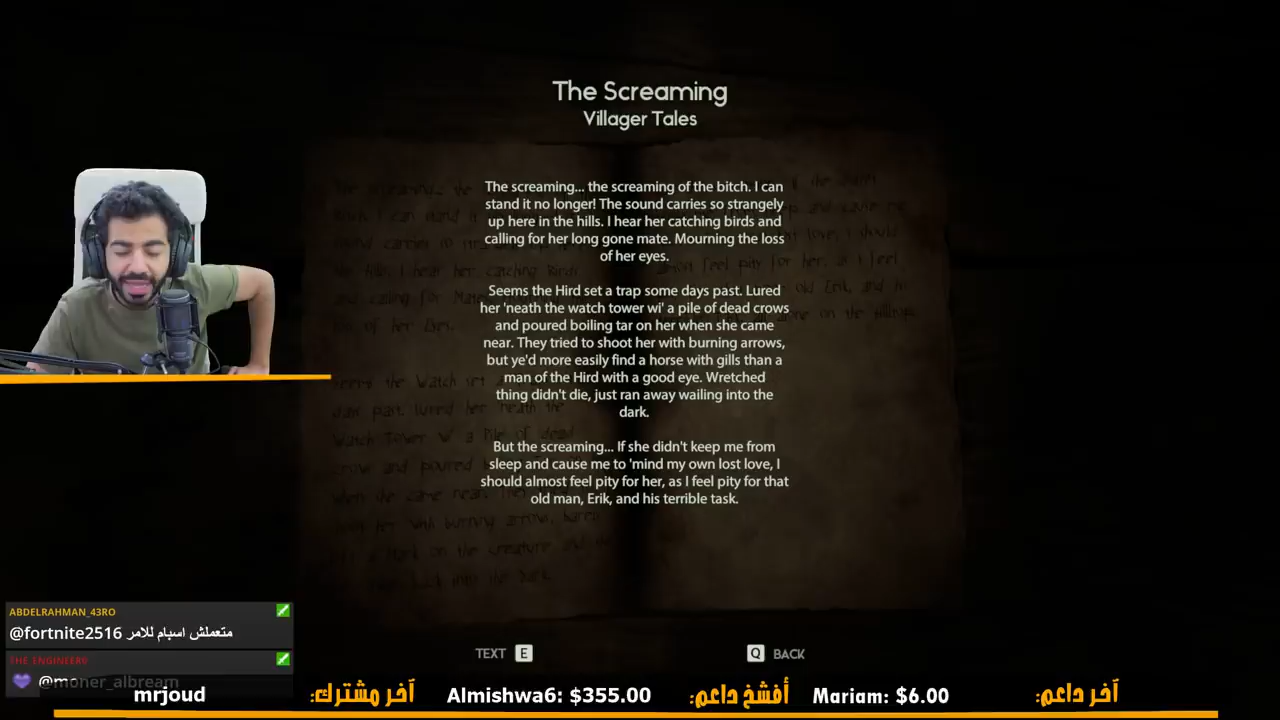 The Screaming
Villager Tales
The screaming... the screaming of the bitch. I can
stand it no longer! The sound carries so strangely
up here in the hills. I hear her catching birds and
calling for her long gone mate. Mourning the loss
of her eyes.
Seems the Hird set a trap some days past. Lured
her 'neath the watch tower wi' a pile of dead crows
and poured boiling tar on her when she came
near. They tried to shoot her with burning arrows,
but ye'd more easily find a horse with gills than a
man of the Hird with a good eye. Wretched
thing didn't die, just ran away wailing into the
dark.
But the screaming... If she didn't keep me from
sleep and cause me to 'mind my own lost love, I
should almost feel pity for her, as I feel pity for that
old man, Erik, and his terrible task.
ABDELRAHMAN_43RO
@fortnite2516 متعملش اسبام للامر
THE_ENGINEER0
@moner_albream
TEXT E
Q BACK
mrjoud آخر مشترك: Almishwa6: $355.00 أفشخ داعم: Mariam: $6.00 آخر داعم: